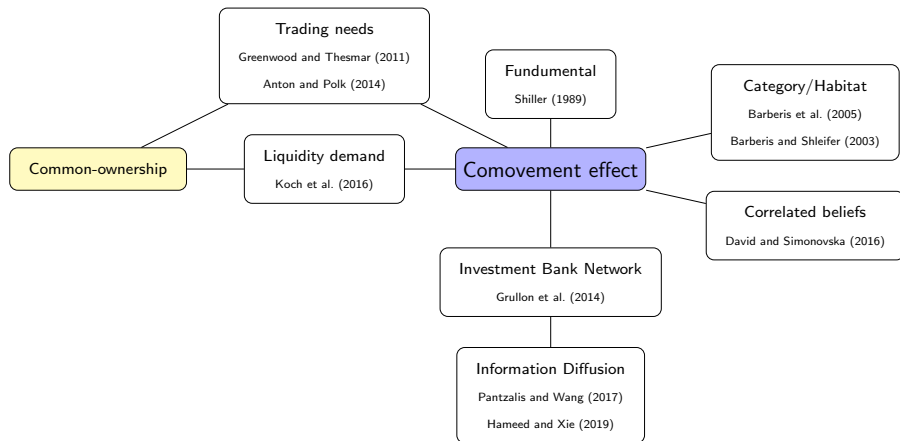 Trading needs
Greenwood and Thesmar (2011)
Anton and Polk (2014)
Fundumental
Shiller (1989)
Category/Habitat
Barberis et al. (2005)
Barberis and Shleifer (2003)
Common-ownership
Liquidity demand
Koch et al. (2016)
Comovement effect
Correlated beliefs
David and Simonovska (2016)
Investment Bank Network
Grullon et al. (2014)
Information Diffusion
Pantzalis and Wang (2017)
Hameed and Xie (2019)